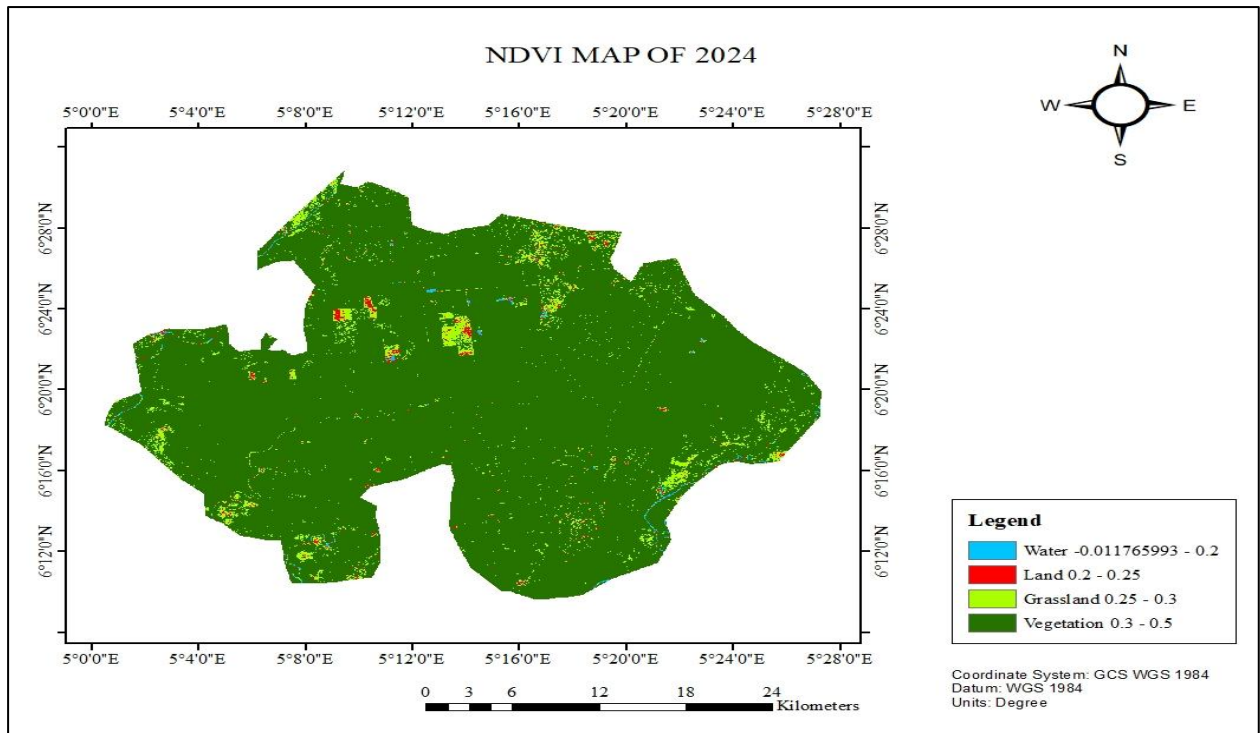 NDVI MAP OF 2024
N
W E
S
5°0'0"E 5°4'0"E 5°8'0"E 5°12'0"E 5°16'0"E 5°20'0"E 5°24'0"E 5°28'0"E
6°28'0"N 6°28'0"N
6°24'0"N 6°24'0"N
6°20'0"N 6°20'0"N
6°16'0"N 6°16'0"N
6°12'0"N 6°12'0"N
5°0'0"E 5°4'0"E 5°8'0"E 5°12'0"E 5°16'0"E 5°20'0"E 5°24'0"E 5°28'0"E
0 3 6 12 18 24
Kilometers
Legend
Water -0.011765993 - 0.2
Land 0.2 - 0.25
Grassland 0.25 - 0.3
Vegetation 0.3 - 0.5
Coordinate System: GCS WGS 1984
Datum: WGS 1984
Units: Degree